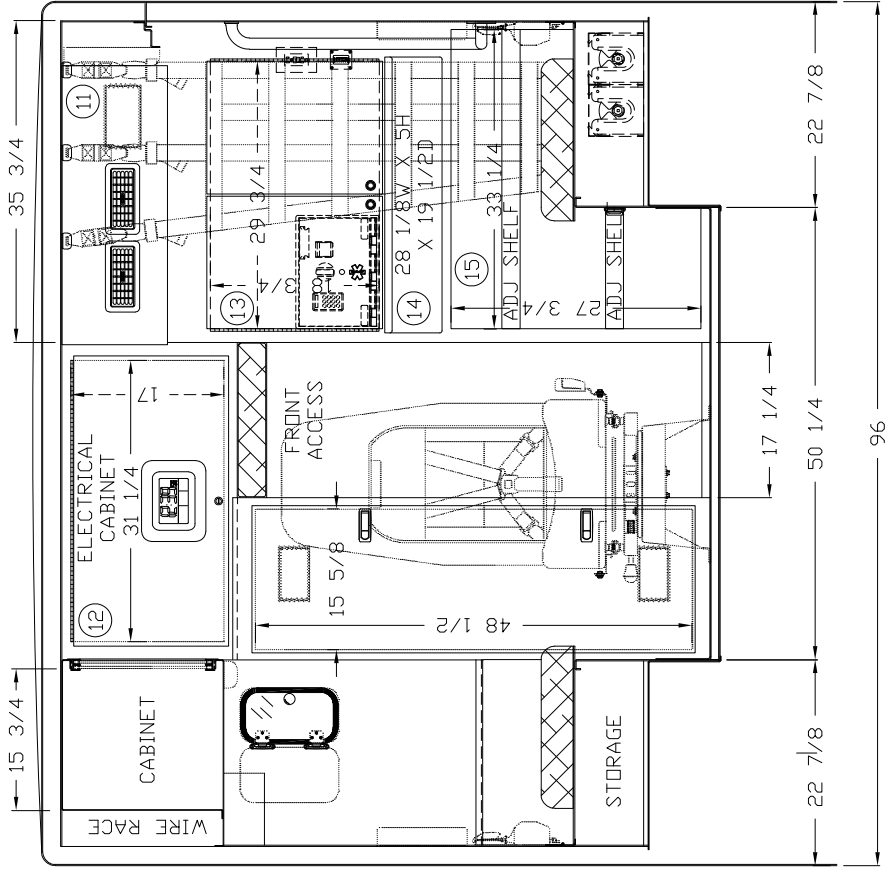 35 3/4
15 3/4
11
12
ELECTRICAL
CABINET
31 1/4
17
CABINET
WIRE RACE
13
29 3/4
18 3/4
14
28 1/8W X 5H
X 19 1/2D
15
33 1/4
27 3/4
ADJ SHELF
ADJ SHELF
FRONT
ACCESS
15 5/8
48 1/2
STORAGE
17 1/4
22 7/8
50 1/4
22 7/8
96